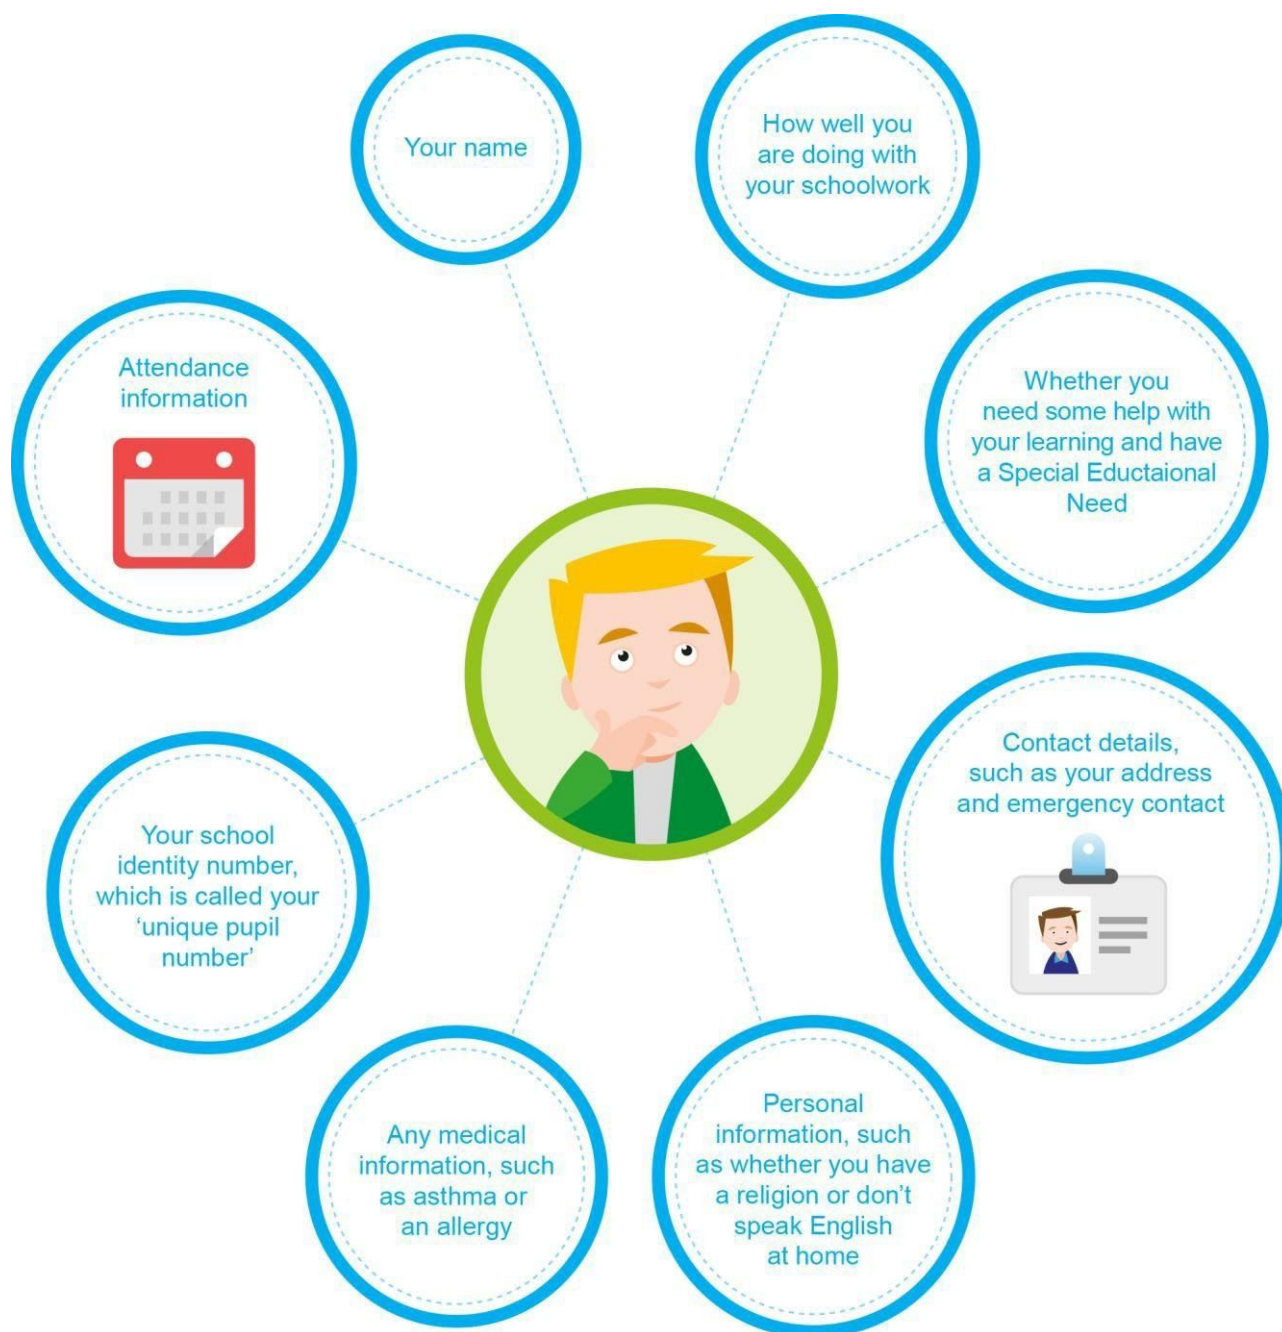 Your name
How well you
are doing with
your schoolwork
Attendance
information
Whether you
need some help with
your learning and have
a Special Eductaional
Need
Contact details,
such as your address
and emergency contact
Your school
identity number,
which is called your
‘unique pupil
number’
Any medical
information, such
as asthma or
an allergy
Personal
information, such
as whether you have
a religion or don’t
speak English
at home